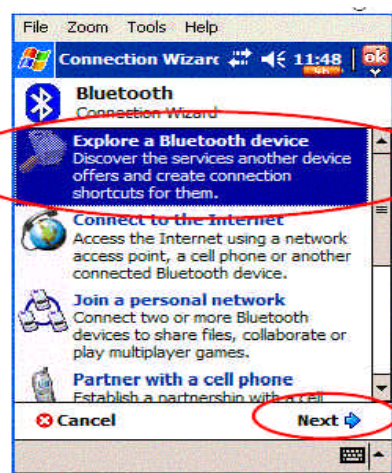 File Zoom Tools Help
Connection Wizar 11:48 ok
Bluetooth
Connection Wizard
Explore a Bluetooth device
Discover the services another device
offers and create connection
shortcuts for them.
Connect to the Internet
Access the Internet using a network
access point, a cell phone or another
connected Bluetooth device.
Join a personal network
Connect two or more Bluetooth
devices to share files, collaborate or
play multiplayer games.
Partner with a cell phone
Establish a partnership with a cell
Cancel Next